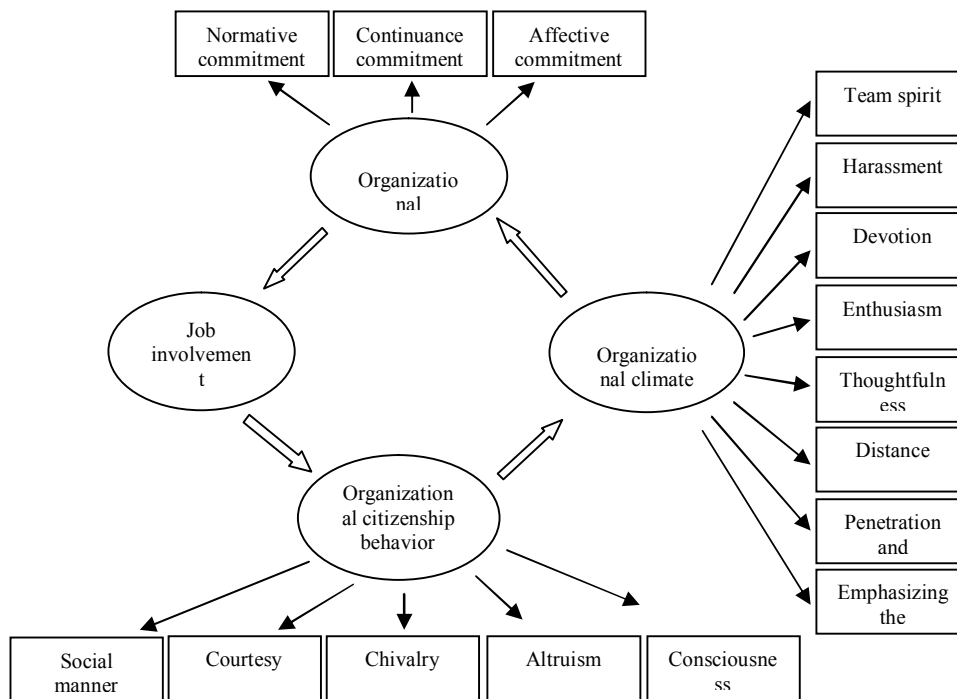 Normative
commitment
Continuance
commitment
Affective
commitment
Team spirit
Harassment
Organizatio
nal
Devotion
Enthusiasm
Job
involvemen
t
Organizatio
nal climate
Thoughtfuln
ess
Distance
Organization
al citizenship
behavior
Penetration
and
Emphasizing
the
Social
manner
Courtesy
Chivalry
Altruism
Consciousne
ss